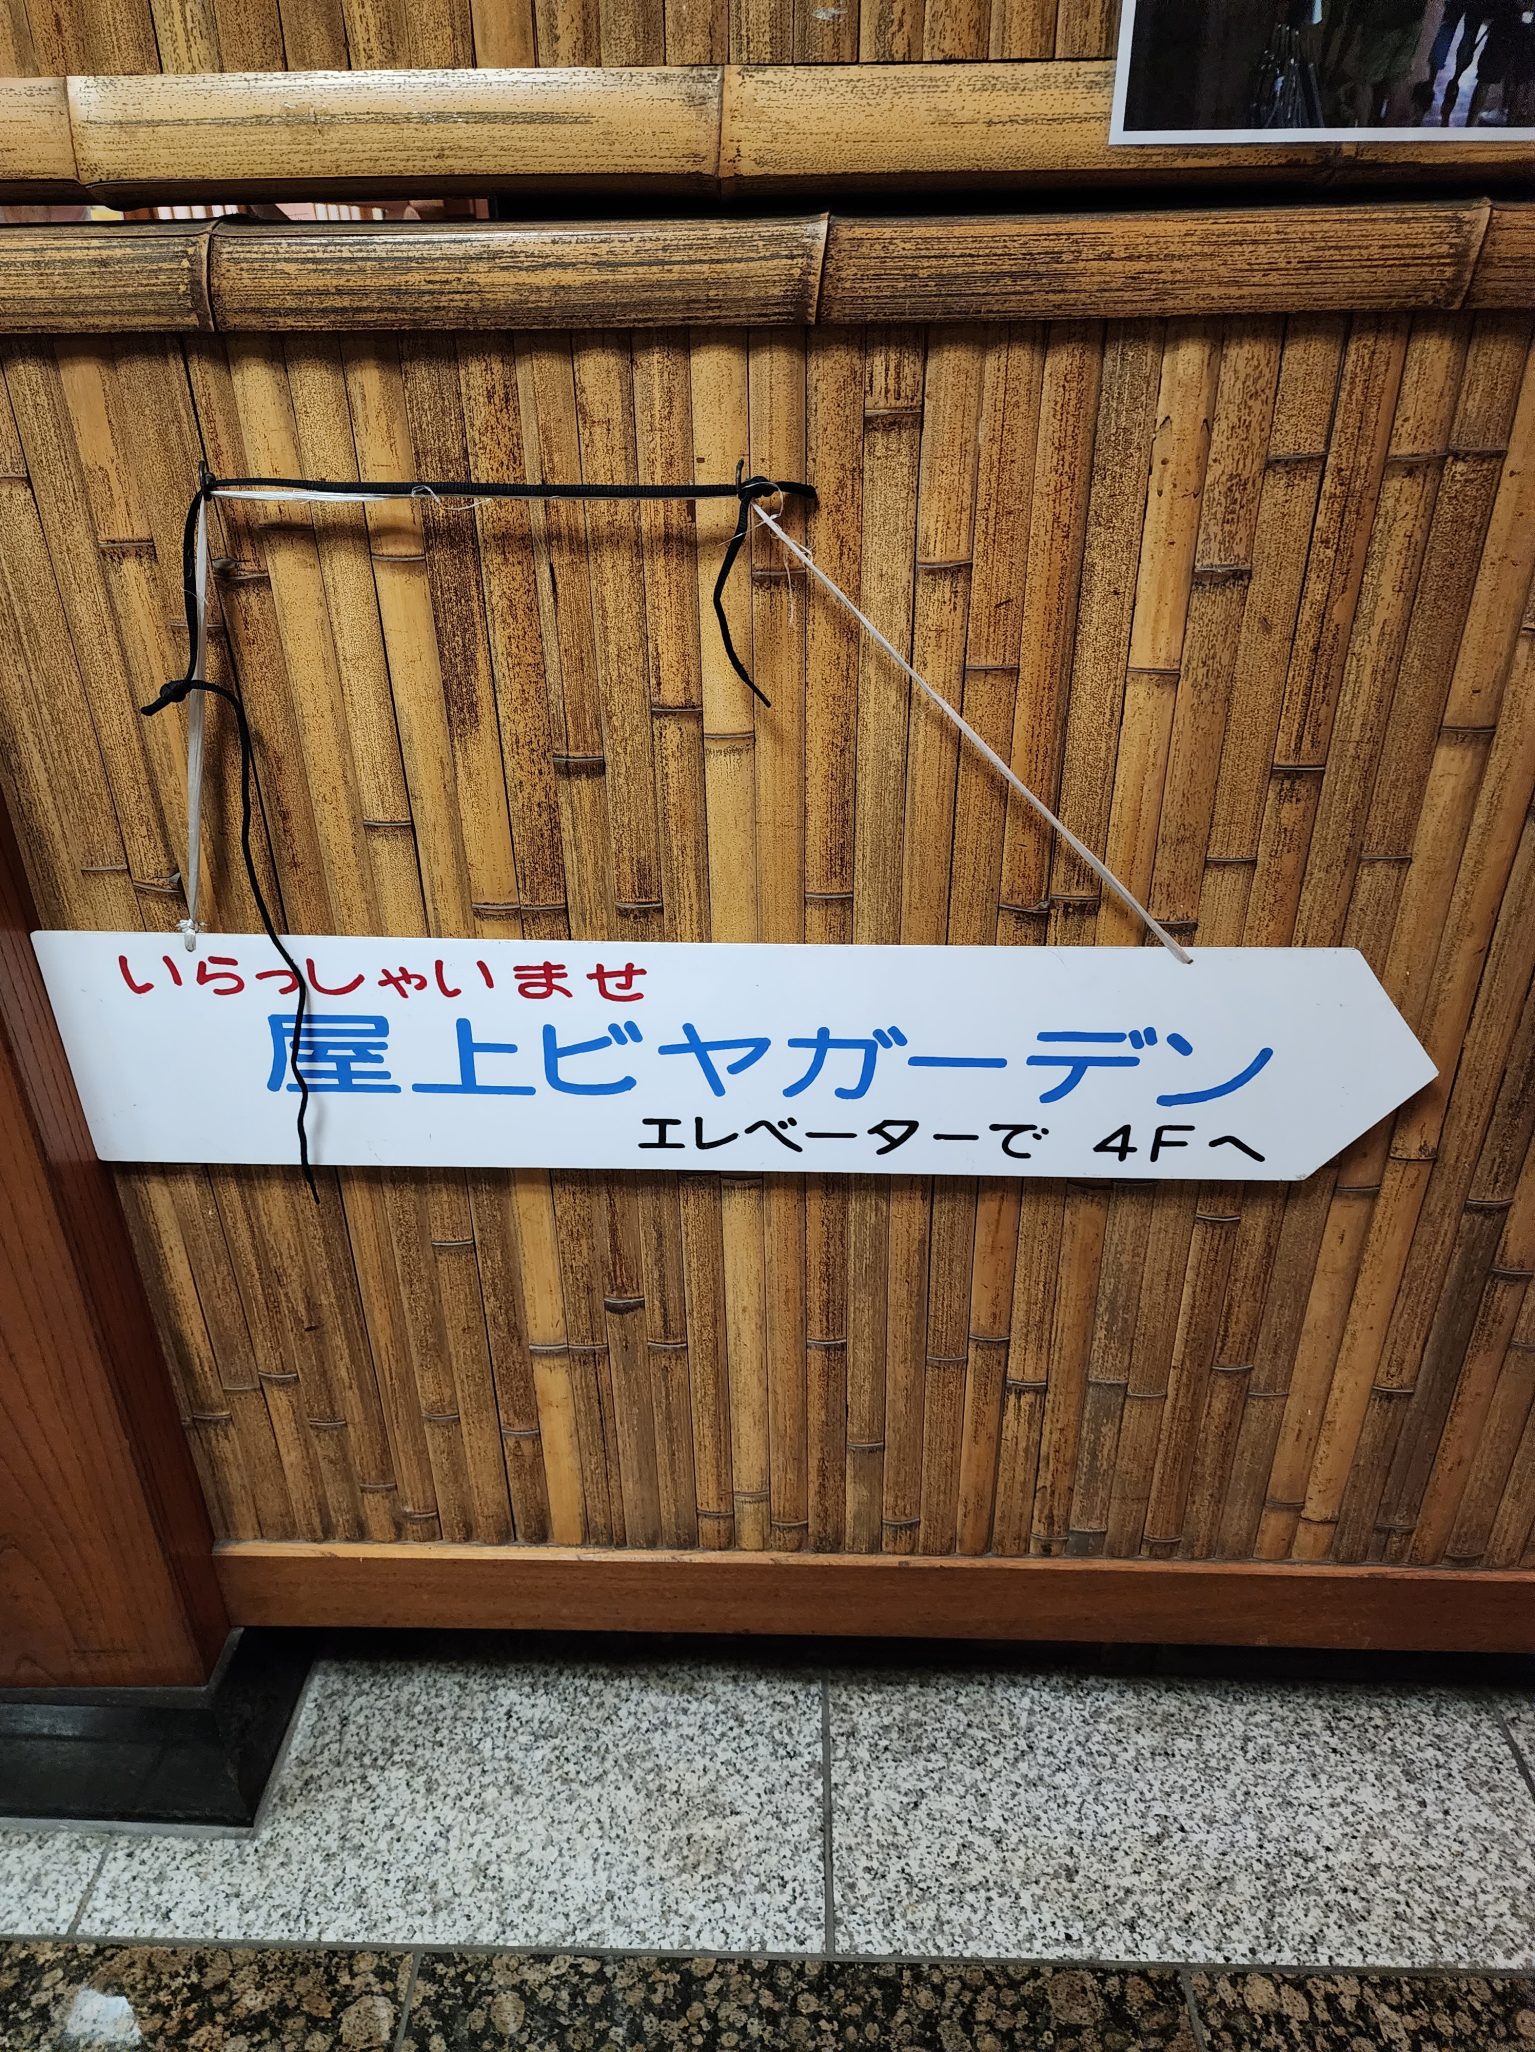 いらっしゃいませ
屋上ビヤガーデン
エレベーターで 4Fへ